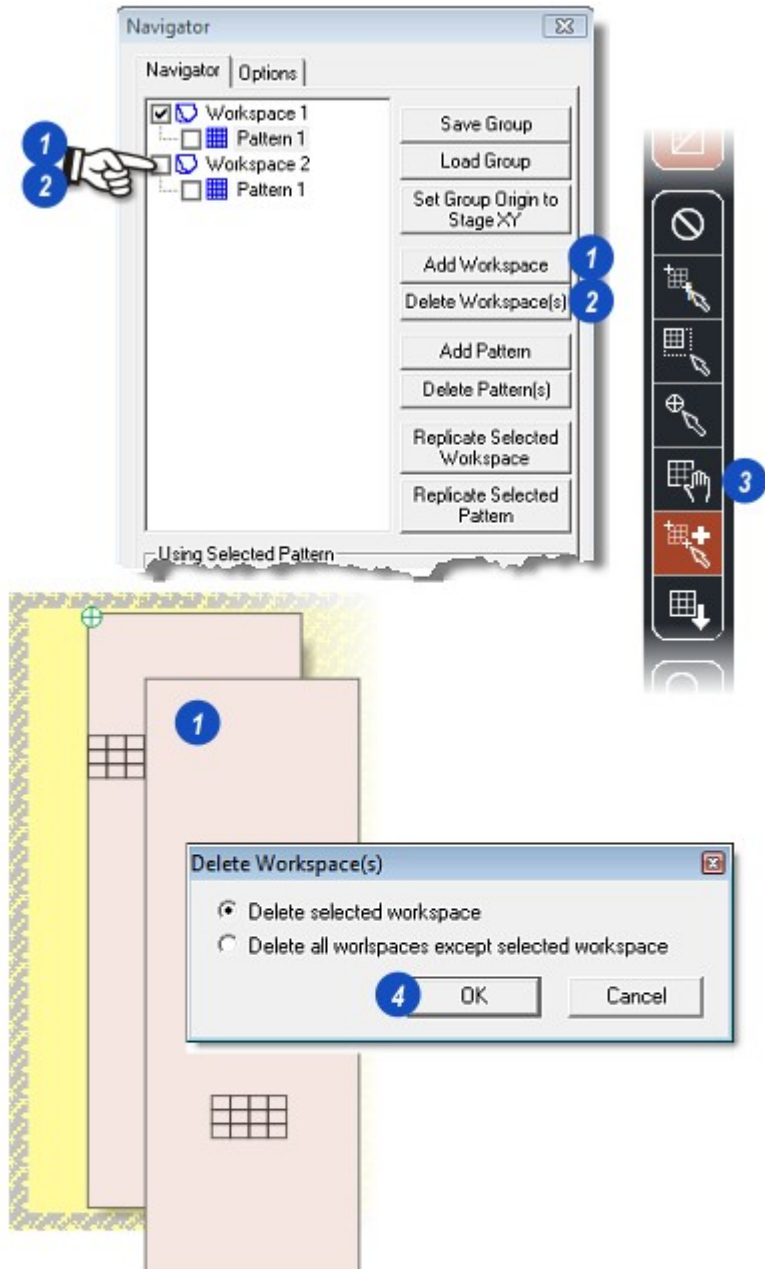 Navigator
Navigator
Options
Workspace 1
Pattern 1
Workspace 2
Pattern 1
1
2
Save Group
Load Group
Set Group Origin to
Stage XY
Add Workspace
1
Delete Workspace(s)
2
Add Pattern
Delete Pattern(s)
Replicate Selected
Workspace
Replicate Selected
Pattern
Using Selected Pattern
3
1
Delete Workspace(s)
Delete selected workspace
Delete all worlspaces except selected workspace
4
OK
Cancel